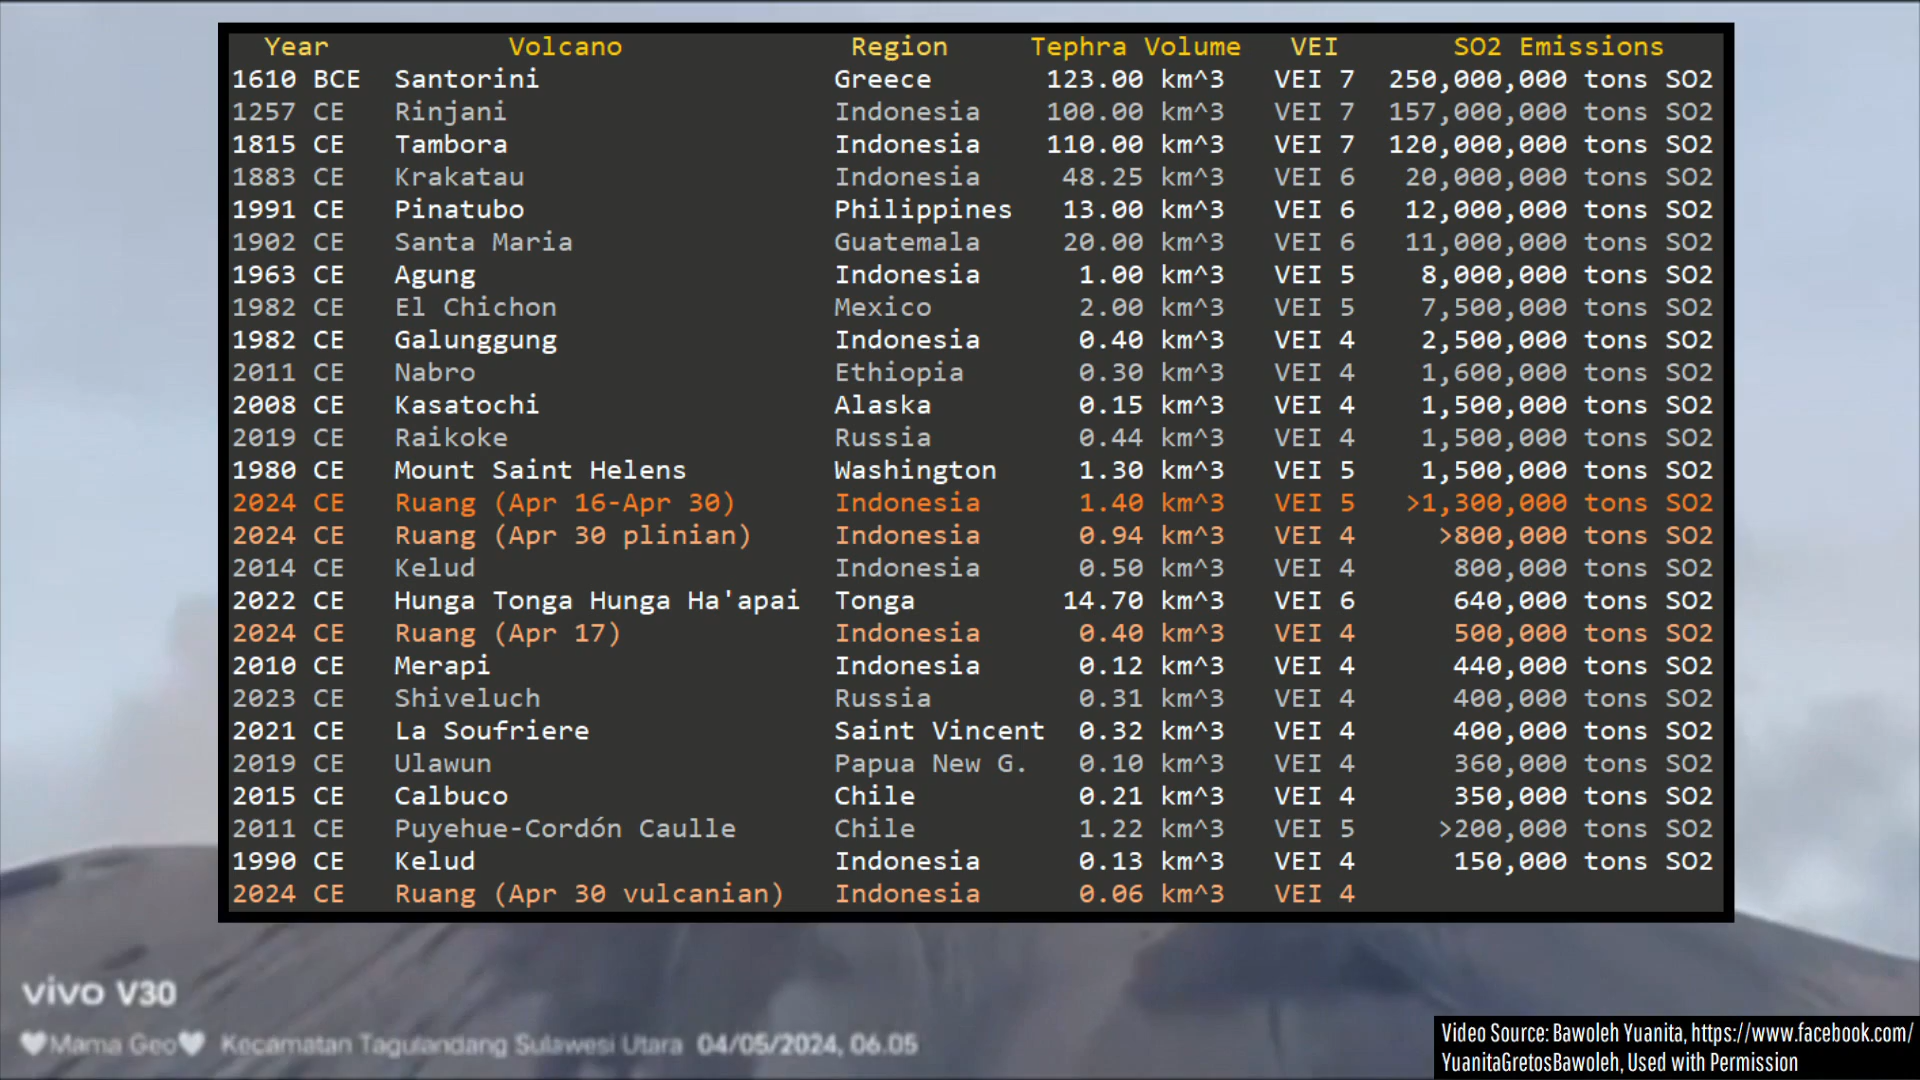 Year Volcano Region Tephra Volume VEI SO2 Emissions
1610 BCE Santorini Greece 123.00 km^3 VEI 7 250,000,000 tons SO2
1257 CE Rinjani Indonesia 100.00 km^3 VEI 7 157,000,000 tons SO2
1815 CE Tambora Indonesia 110.00 km^3 VEI 7 120,000,000 tons SO2
1883 CE Krakatau Indonesia 48.25 km^3 VEI 6 20,000,000 tons SO2
1991 CE Pinatubo Philippines 13.00 km^3 VEI 6 12,000,000 tons SO2
1902 CE Santa Maria Guatemala 20.00 km^3 VEI 6 11,000,000 tons SO2
1963 CE Agung Indonesia 1.00 km^3 VEI 5 8,000,000 tons SO2
1982 CE El Chichon Mexico 2.00 km^3 VEI 5 7,500,000 tons SO2
1982 CE Galunggung Indonesia 0.40 km^3 VEI 4 2,500,000 tons SO2
2011 CE Nabro Ethiopia 0.30 km^3 VEI 4 1,600,000 tons SO2
2008 CE Kasatochi Alaska 0.15 km^3 VEI 4 1,500,000 tons SO2
2019 CE Raikoke Russia 0.44 km^3 VEI 4 1,500,000 tons SO2
1980 CE Mount Saint Helens Washington 1.30 km^3 VEI 5 1,500,000 tons SO2
2024 CE Ruang (Apr 16-Apr 30) Indonesia 1.40 km^3 VEI 5 >1,300,000 tons SO2
2024 CE Ruang (Apr 30 plinian) Indonesia 0.94 km^3 VEI 4 >800,000 tons SO2
2014 CE Kelud Indonesia 0.50 km^3 VEI 4 800,000 tons SO2
2022 CE Hunga Tonga Hunga Ha'apai Tonga 14.70 km^3 VEI 6 640,000 tons SO2
2024 CE Ruang (Apr 17) Indonesia 0.40 km^3 VEI 4 500,000 tons SO2
2010 CE Merapi Indonesia 0.12 km^3 VEI 4 440,000 tons SO2
2023 CE Shiveluch Russia 0.31 km^3 VEI 4 400,000 tons SO2
2021 CE La Soufriere Saint Vincent 0.32 km^3 VEI 4 400,000 tons SO2
2019 CE Ulawun Papua New G. 0.10 km^3 VEI 4 360,000 tons SO2
2015 CE Calbuco Chile 0.21 km^3 VEI 4 350,000 tons SO2
2011 CE Puyehue-Cordón Caulle Chile 1.22 km^3 VEI 5 >200,000 tons SO2
1990 CE Kelud Indonesia 0.13 km^3 VEI 4 150,000 tons SO2
2024 CE Ruang (Apr 30 vulcanian) Indonesia 0.06 km^3 VEI 4
vivo V30
🤍Mama Geo🤍 Kecamatan Tagulandang Sulawesi Utara 04/05/2024, 06.05
Video Source: Bawoleh Yuanita, https://www.facebook.com/
YuanitaGretosBawoleh, Used with Permission